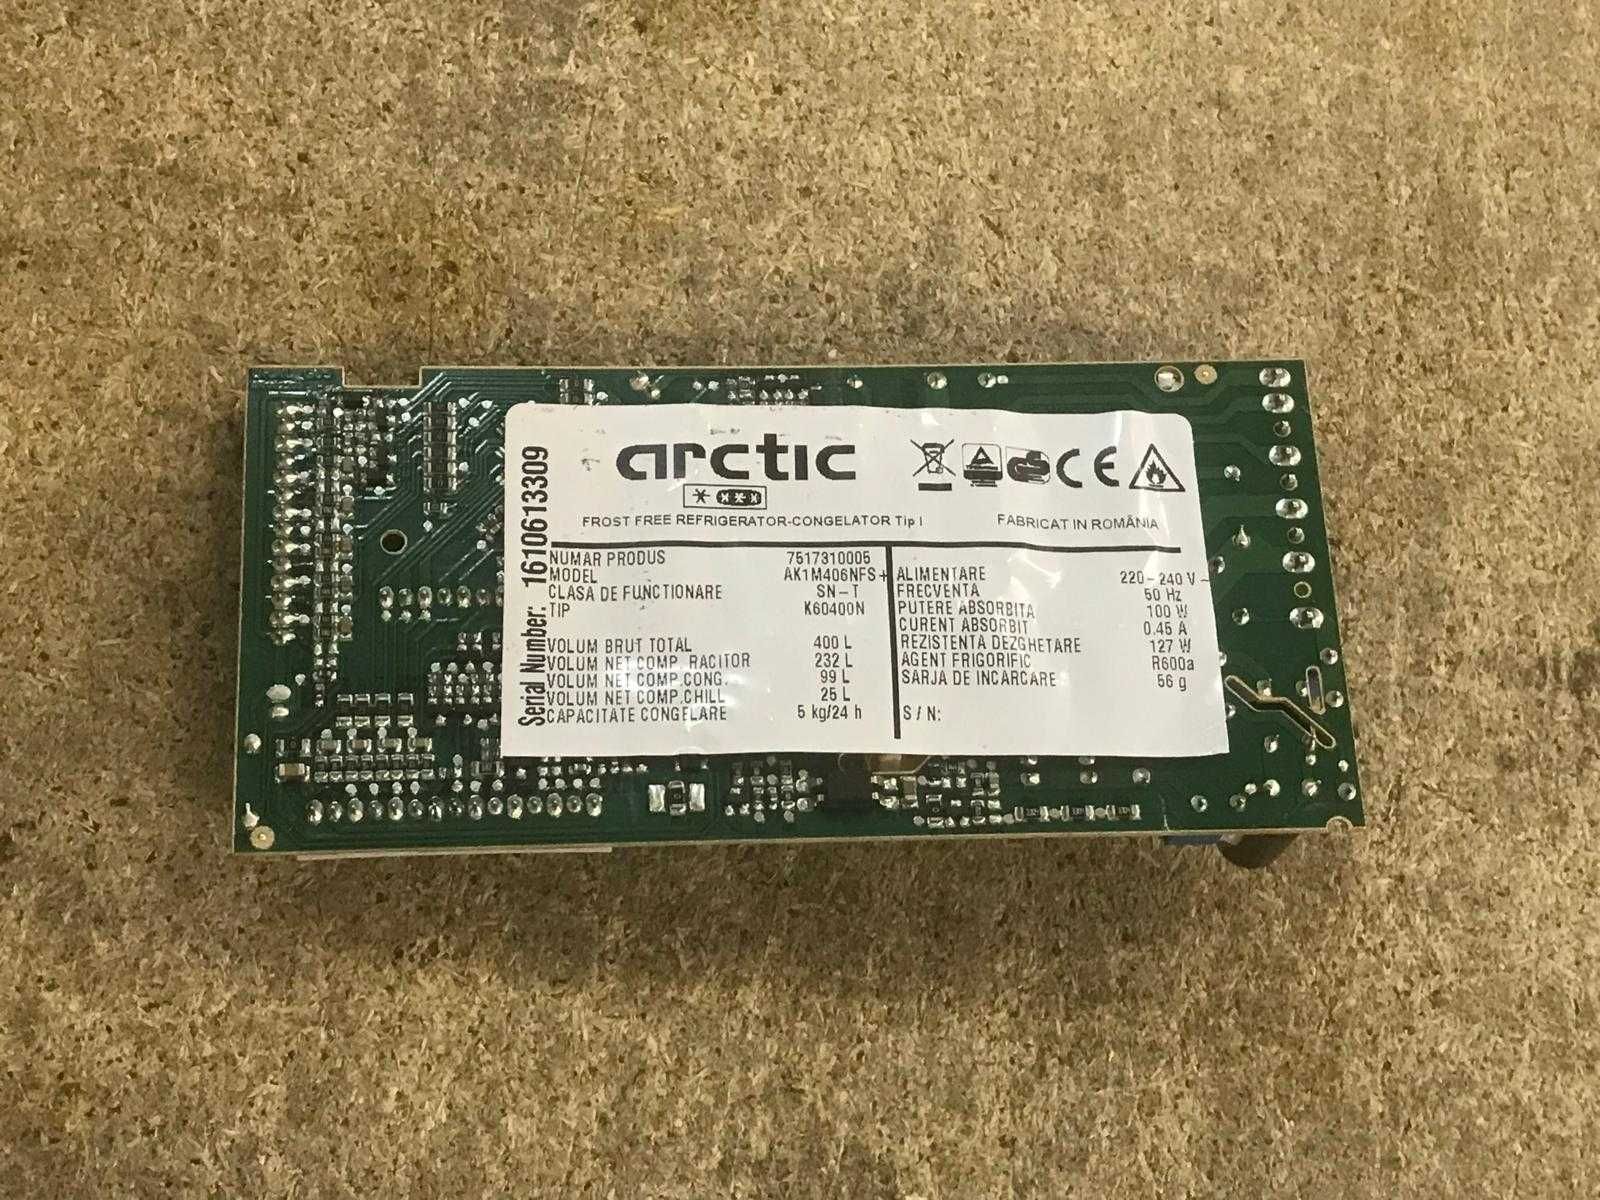 arctic
FROST FREE REFRIGERATOR-CONGELATOR Tip I
FABRICAT IN ROMÂNIA
Serial Number: 1610613309
NUMAR PRODUS 7517310005
MODEL AK1M406NFS+
CLASA DE FUNCTIONARE SN-T
TIP K60400N
VOLUM BRUT TOTAL 400 L
VOLUM NET COMP. RACITOR 232 L
VOLUM NET COMP.CONG. 99 L
VOLUM NET COMP.CHILL 25 L
CAPACITATE CONGELARE 5 kg/24 h
ALIMENTARE 220-240 V ~
FRECVENTA 50 Hz
PUTERE ABSORBITA 100 W
CURENT ABSORBIT 0.45 A
REZISTENTA DEZGHETARE 127 W
AGENT FRIGORIFIC R600a
SARJA DE INCARCARE 56 g
S / N: